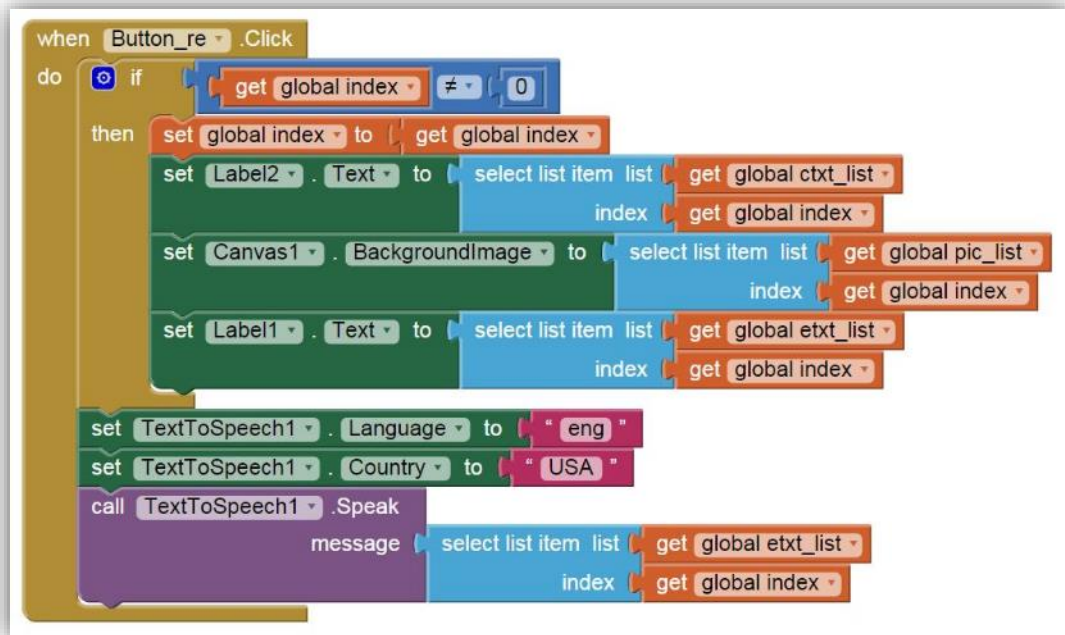 when Button_re .Click
do if get global index ≠ 0
then set global index to get global index
set Label2 . Text to select list item list get global ctxt_list
index get global index
set Canvas1 . BackgroundImage to select list item list get global pic_list
index get global index
set Label1 . Text to select list item list get global etxt_list
index get global index
set TextToSpeech1 . Language to “ eng ”
set TextToSpeech1 . Country to “ USA ”
call TextToSpeech1 .Speak
message select list item list get global etxt_list
index get global index